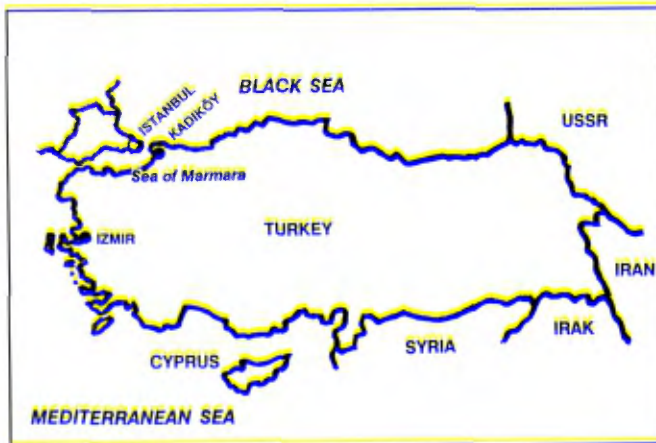 BLACK SEA
ISTANBUL
KADIKÖY
USSR
Sea of Marmara
TURKEY
IZMIR
IRAN
IRAK
SYRIA
CYPRUS
MEDITERRANEAN SEA